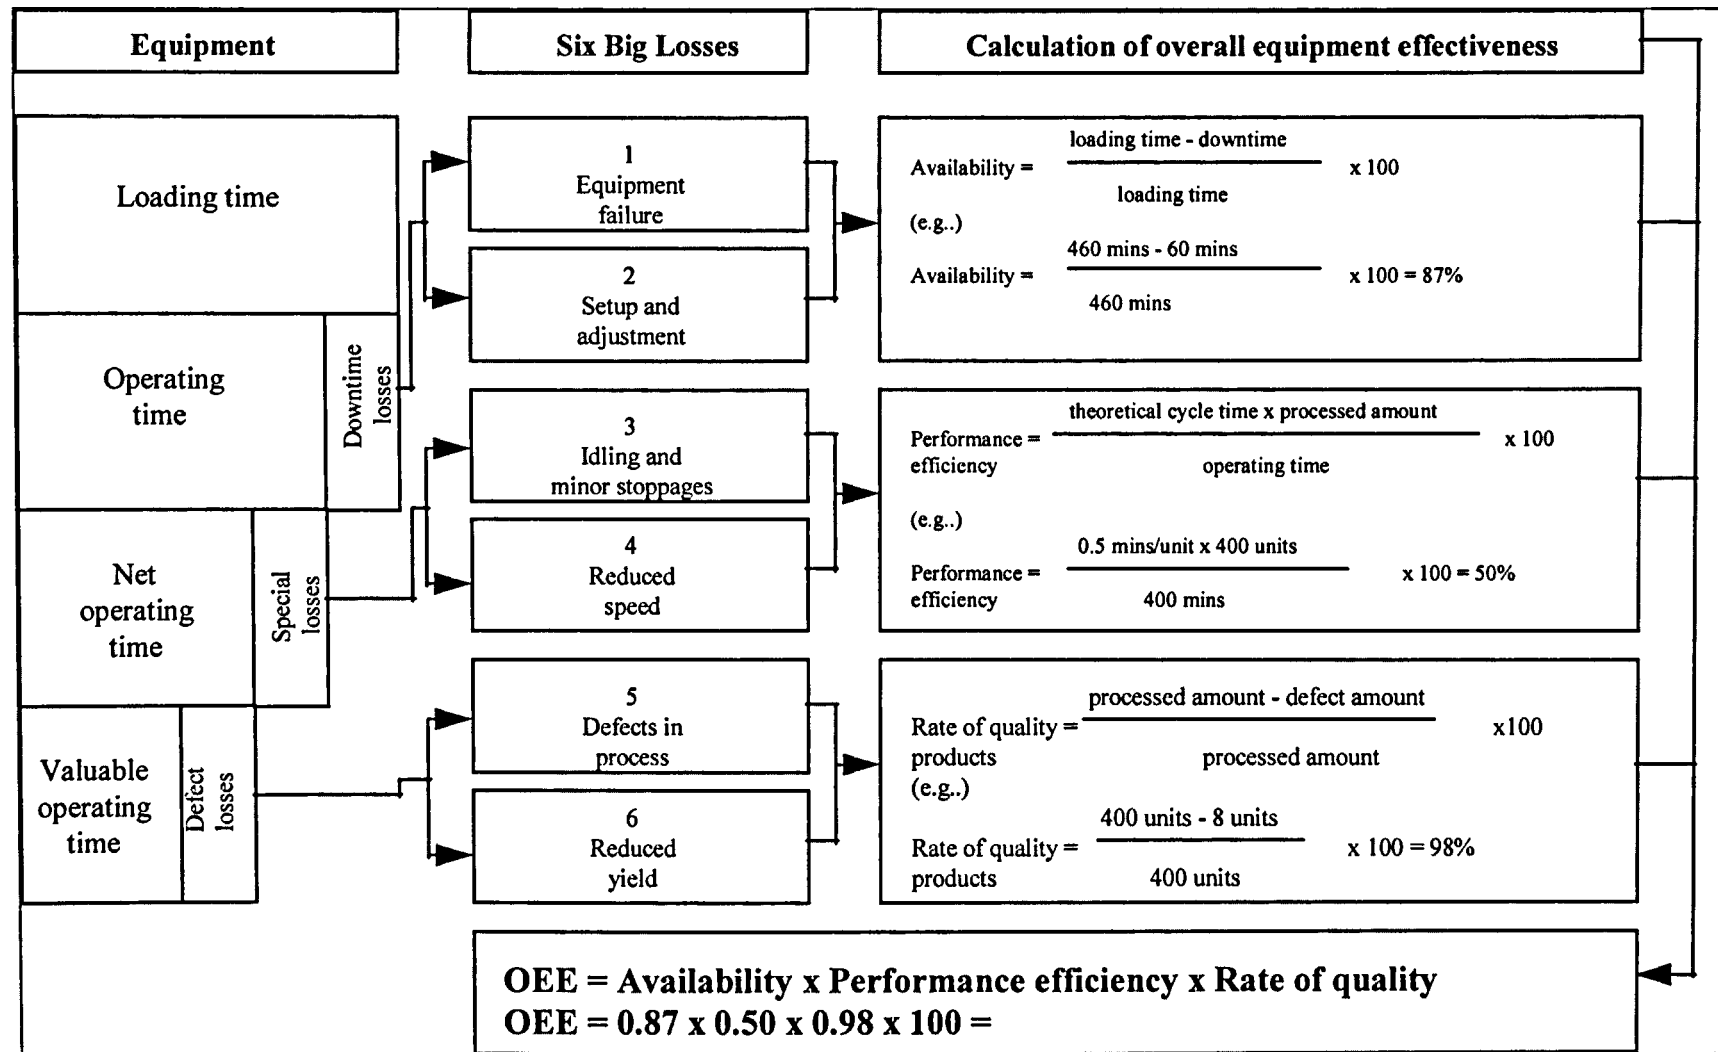 Equipment
Six Big Losses
Calculation of overall equipment effectiveness
Loading time
Operating
time
Downtime
losses
Net
operating
time
Special
losses
Valuable
operating
time
Defect
losses
1
Equipment
failure
2
Setup and
adjustment
3
Idling and
minor stoppages
4
Reduced
speed
5
Defects in
process
6
Reduced
yield
loading time - downtime
Availability = x 100
loading time
(e.g..)
460 mins - 60 mins
Availability = x 100 = 87%
460 mins
theoretical cycle time x processed amount
Performance = x 100
efficiency operating time
(e.g..)
0.5 mins/unit x 400 units
Performance = x 100 = 50%
efficiency 400 mins
processed amount - defect amount
Rate of quality = x100
products processed amount
(e.g..)
400 units - 8 units
Rate of quality = x 100 = 98%
products 400 units
OEE = Availability x Performance efficiency x Rate of quality
OEE = 0.87 x 0.50 x 0.98 x 100 =